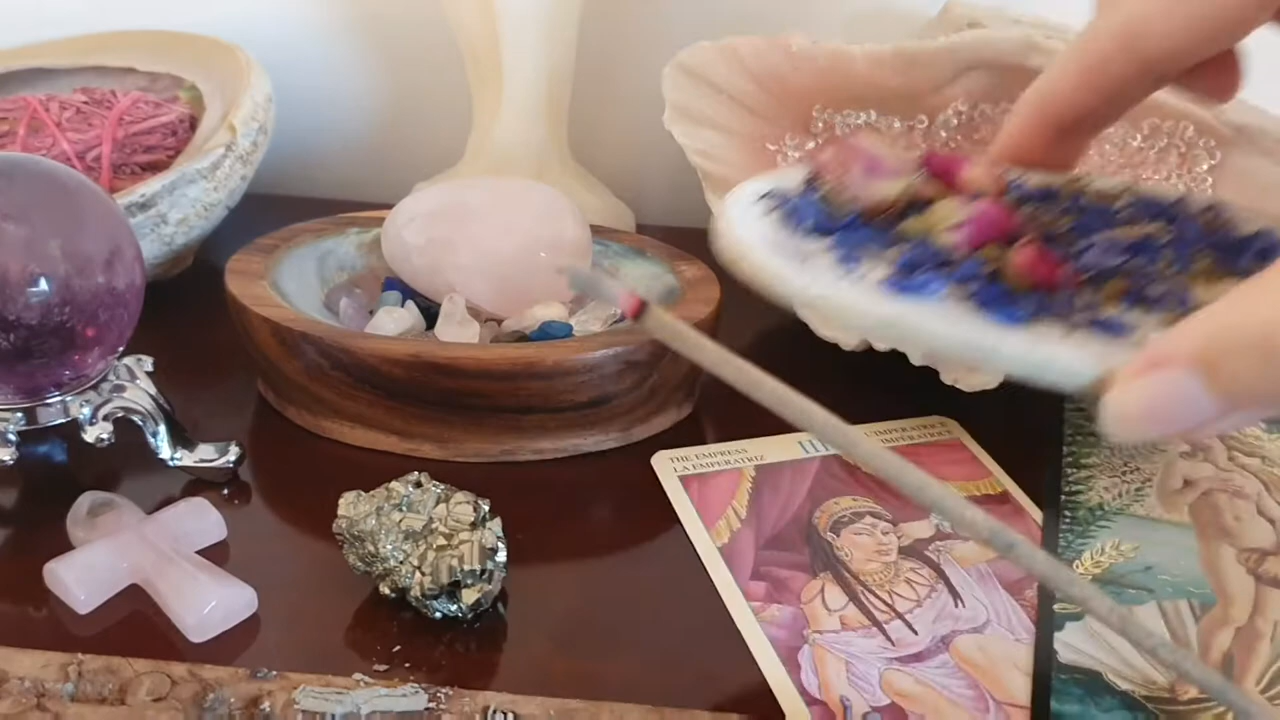 THE EMPRESS
LA EMPERATRIZ
III
L'IMPERATRICE
IMPÉRATRICE